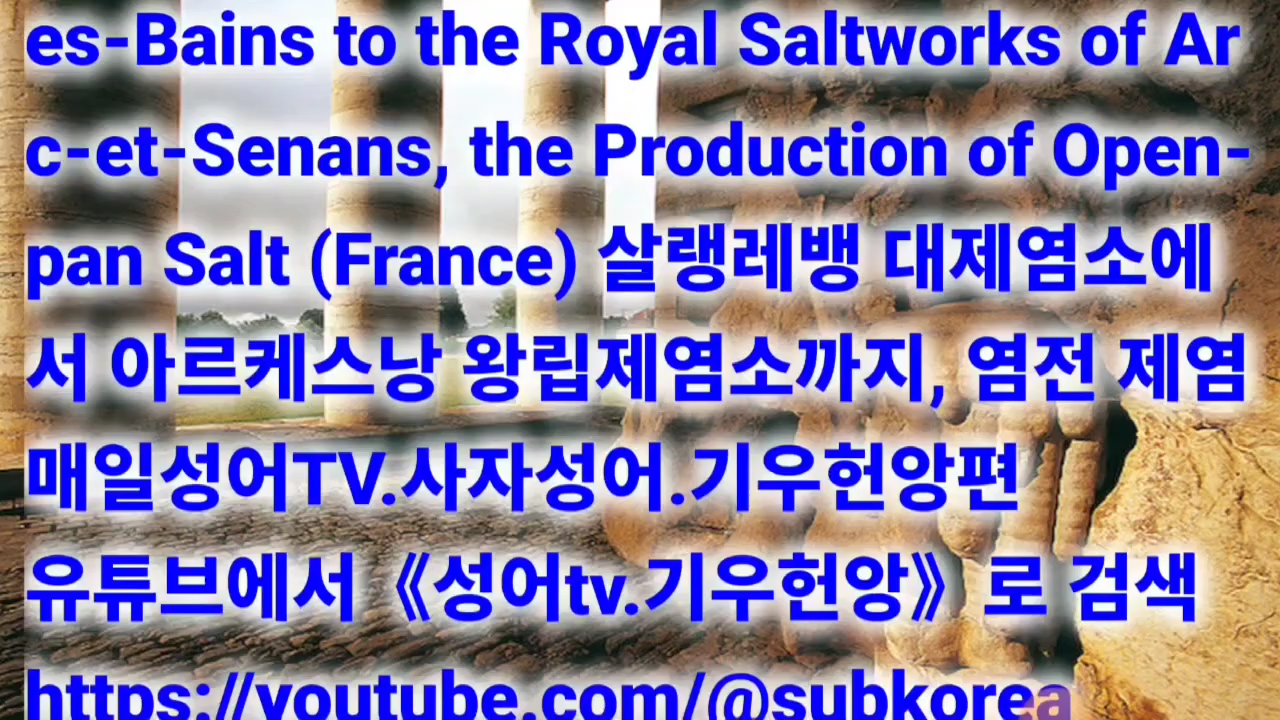 es-Bains to the Royal Saltworks of Ar
c-et-Senans, the Production of Open-
pan Salt (France) 살랭레뱅 대제염소에
서 아르케스낭 왕립제염소까지, 염전 제염
매일성어TV.사자성어.기우헌앙편
유튜브에서《성어tv.기우헌앙》로 검색
https://youtube.com/@subkorea